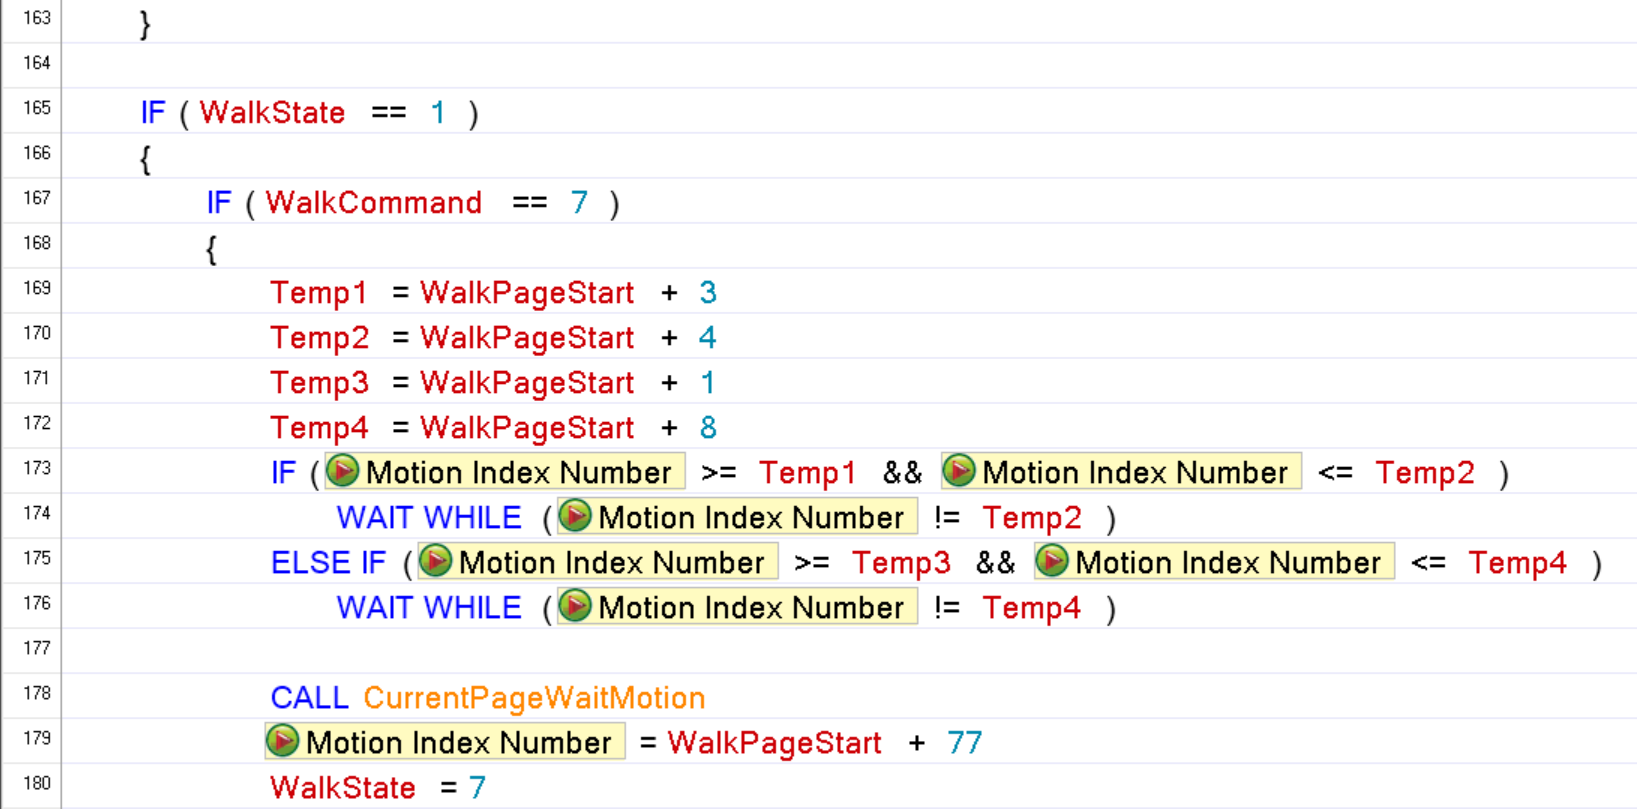 163 }
164
165 IF ( WalkState == 1 )
166 {
167 IF ( WalkCommand == 7 )
168 {
169 Temp1 = WalkPageStart + 3
170 Temp2 = WalkPageStart + 4
171 Temp3 = WalkPageStart + 1
172 Temp4 = WalkPageStart + 8
173 IF ( Motion Index Number >= Temp1 && Motion Index Number <= Temp2 )
174 WAIT WHILE ( Motion Index Number != Temp2 )
175 ELSE IF ( Motion Index Number >= Temp3 && Motion Index Number <= Temp4 )
176 WAIT WHILE ( Motion Index Number != Temp4 )
177
178 CALL CurrentPageWaitMotion
179 Motion Index Number = WalkPageStart + 77
180 WalkState = 7